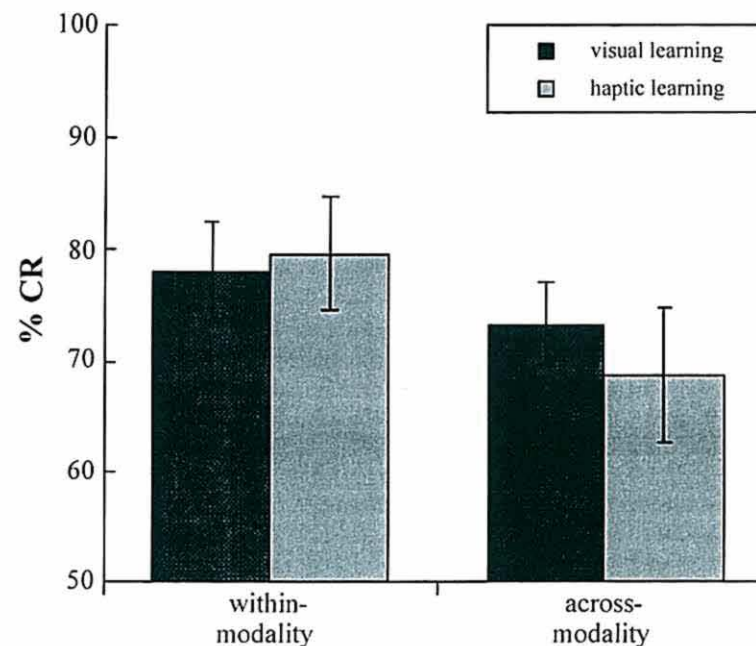 100
90
80
70
60
50
% CR
visual learning
haptic learning
within-
modality
across-
modality